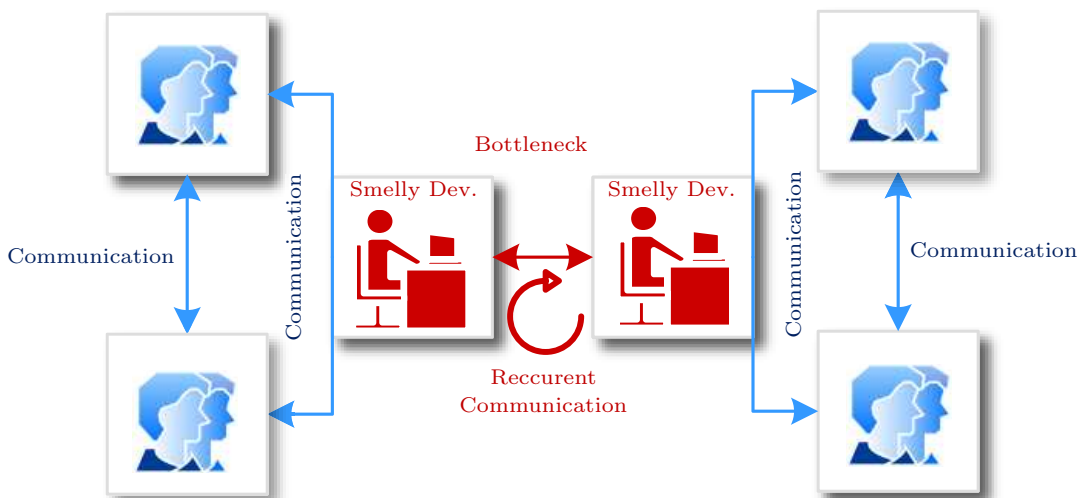 Bottleneck
Smelly Dev.
Smelly Dev.
Communication
Communication
Communication
Communication
Reccurent
Communication